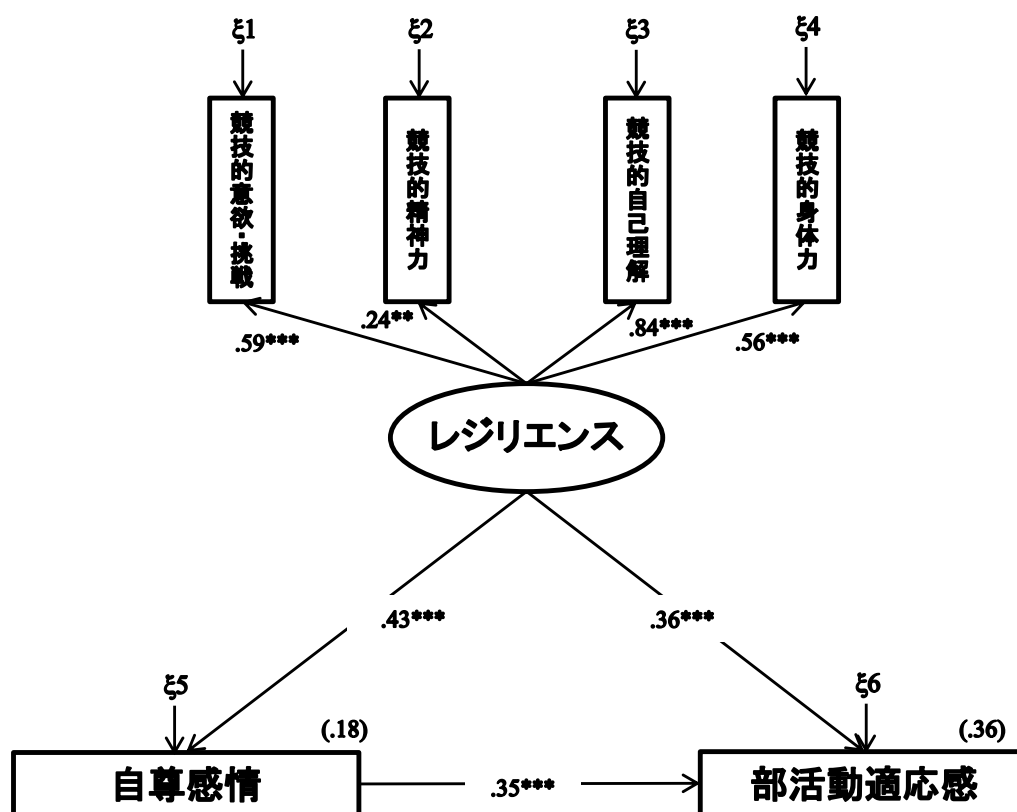 ξ1
ξ2
ξ3
ξ4
競技的意欲・挑戦
競技的精神力
競技的自己理解
競技的身体力
.59***
.24**
.84***
.56***
レジリエンス
.43***
.36***
ξ5
ξ6
(.18)
(.36)
自尊感情
.35***
部活動適応感